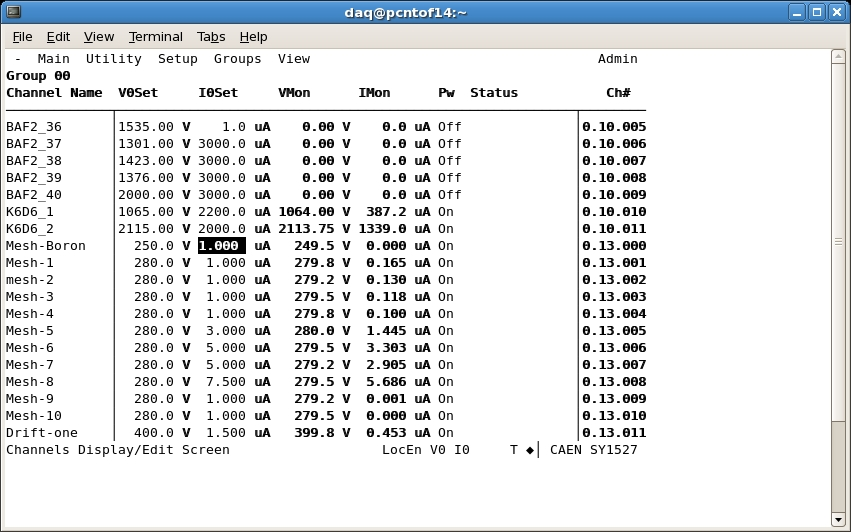 daq@pcntof14:~
File Edit View Terminal Tabs Help
- Main Utility Setup Groups View Admin
Group 00
Channel Name V0Set I0Set VMon IMon Pw Status Ch#
BAF2_36 1535.00 V 1.0 uA 0.00 V 0.0 uA Off 0.10.005
BAF2_37 1301.00 V 3000.0 uA 0.00 V 0.0 uA Off 0.10.006
BAF2_38 1423.00 V 3000.0 uA 0.00 V 0.0 uA Off 0.10.007
BAF2_39 1376.00 V 3000.0 uA 0.00 V 0.0 uA Off 0.10.008
BAF2_40 2000.00 V 3000.0 uA 0.00 V 0.0 uA Off 0.10.009
K6D6_1 1065.00 V 2200.0 uA 1064.00 V 387.2 uA On 0.10.010
K6D6_2 2115.00 V 2000.0 uA 2113.75 V 1339.0 uA On 0.10.011
Mesh-Boron 250.0 V 1.000 uA 249.5 V 0.000 uA On 0.13.000
Mesh-1 280.0 V 1.000 uA 279.8 V 0.165 uA On 0.13.001
mesh-2 280.0 V 1.000 uA 279.2 V 0.130 uA On 0.13.002
Mesh-3 280.0 V 1.000 uA 279.5 V 0.118 uA On 0.13.003
Mesh-4 280.0 V 1.000 uA 279.8 V 0.100 uA On 0.13.004
Mesh-5 280.0 V 3.000 uA 280.0 V 1.445 uA On 0.13.005
Mesh-6 280.0 V 5.000 uA 279.5 V 3.303 uA On 0.13.006
Mesh-7 280.0 V 5.000 uA 279.2 V 2.905 uA On 0.13.007
Mesh-8 280.0 V 7.500 uA 279.5 V 5.686 uA On 0.13.008
Mesh-9 280.0 V 1.000 uA 279.2 V 0.001 uA On 0.13.009
Mesh-10 280.0 V 1.000 uA 279.5 V 0.000 uA On 0.13.010
Drift-one 400.0 V 1.500 uA 399.8 V 0.453 uA On 0.13.011
Channels Display/Edit Screen LocEn V0 I0 T ◆ CAEN SY1527